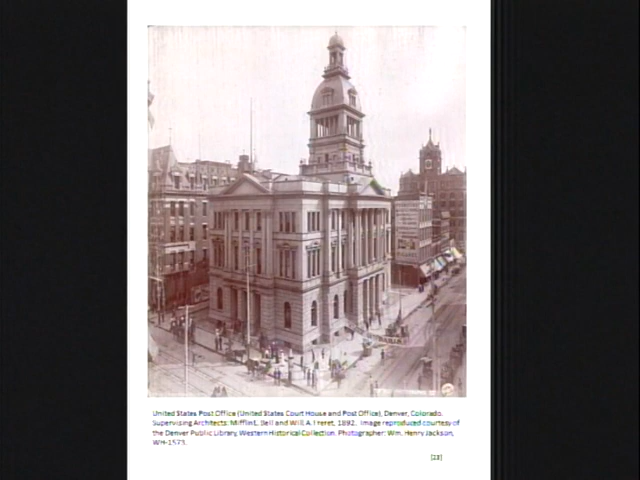 United States Post Office (United States Court House and Post Office), Denver, Colorado.
Supervising Architects: Mifflin E. Bell and Will A. Freret, 1892. Image reproduced courtesy of
the Denver Public Library, Western Historical Collection. Photographer: Wm. Henry Jackson,
WH-1573.
[23]